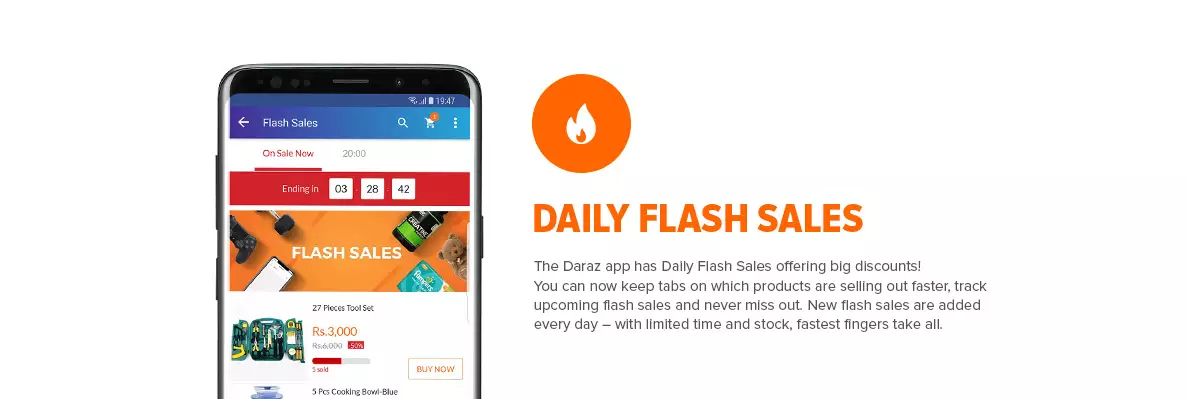 19:47
Flash Sales
On Sale Now 20:00
Ending in 03 : 28 : 42
CREATINE
FLASH SALES
Pampers
27 Pieces Tool Set
Rs.3,000
Rs.6,000 -50%
5 sold
BUY NOW
5 Pcs Cooking Bowl-Blue
DAILY FLASH SALES
The Daraz app has Daily Flash Sales offering big discounts!
You can now keep tabs on which products are selling out faster, track
upcoming flash sales and never miss out. New flash sales are added
every day – with limited time and stock, fastest fingers take all.